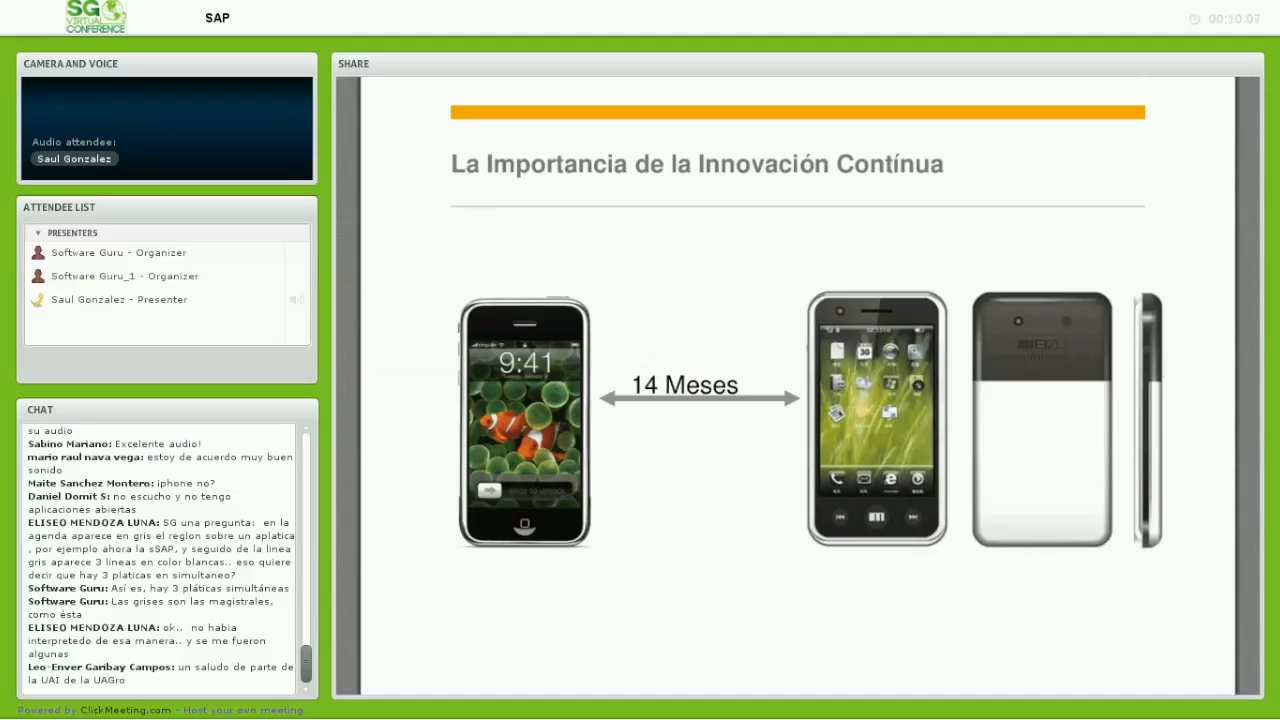 SG
VIRTUAL
CONFERENCE
SAP
00:10:07
CAMERA AND VOICE
Audio attendee:
Saul Gonzalez
ATTENDEE LIST
PRESENTERS
Software Guru - Organizer
Software Guru_1 - Organizer
Saul Gonzalez - Presenter
CHAT
su audio
Sabino Mariano: Excelente audio!
mario raul nava vega: estoy de acuerdo muy buen
sonido
Maite Sanchez Montero: iphone no?
Daniel Domit S: no escucho y no tengo
aplicaciones abiertas
ELISEO MENDOZA LUNA: SG una pregunta: en la
agenda aparece en gris el reglon sobre un aplatica
, por ejemplo ahora la sSAP, y seguido de la linea
gris aparece 3 lineas en color blancas.. eso quiere
decir que hay 3 platicas en simultaneo?
Software Guru: Así es, hay 3 pláticas simultáneas
Software Guru: Las grises son las magistrales,
como ésta
ELISEO MENDOZA LUNA: ok.. no habia
interpretedo de esa manera.. y se me fueron
algunas
Leo-Enver Garibay Campos: un saludo de parte de
la UAI de la UAGro
Powered by ClickMeeting.com - Host your own meeting
SHARE
La Importancia de la Innovación Contínua
9:41
slide to unlock
14 Meses
30
MEIZU